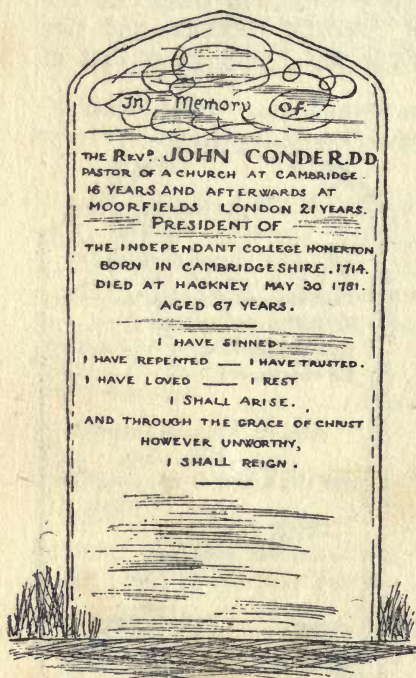 In Memory Of
THE REVD. JOHN CONDER.DD
PASTOR OF A CHURCH AT CAMBRIDGE.
16 YEARS AND AFTERWARDS AT
MOORFIELDS LONDON 21 YEARS.
PRESIDENT OF
THE INDEPENDANT COLLEGE HOMERTON
BORN IN CAMBRIDGESHIRE. 1714.
DIED AT HACKNEY MAY 30 1781.
AGED 67 YEARS.
I HAVE SINNED.
I HAVE REPENTED — I HAVE TRUSTED.
I HAVE LOVED — I REST
I SHALL ARISE.
AND THROUGH THE GRACE OF CHRIST
HOWEVER UNWORTHY,
I SHALL REIGN.